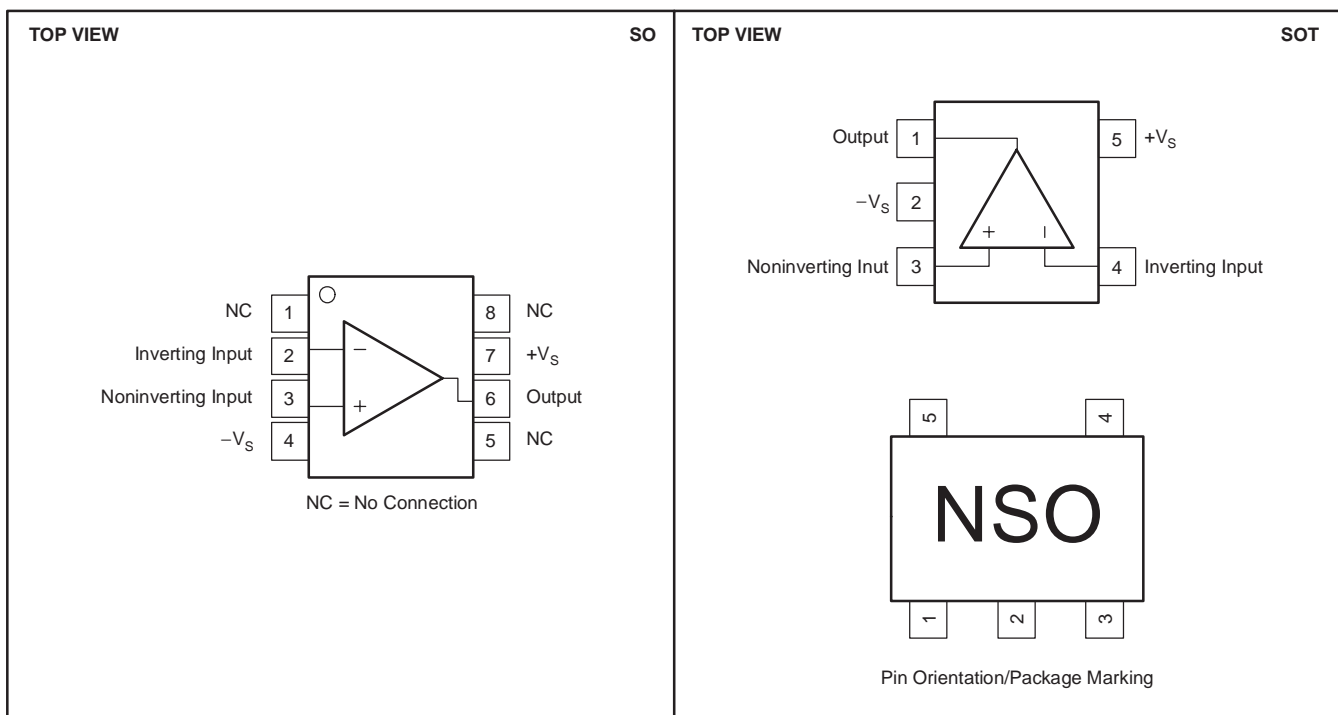 TOP VIEW SO
NC 1 8 NC
Inverting Input 2 − 7 +VS
Noninverting Input 3 + 6 Output
−VS 4 5 NC
NC = No Connection
TOP VIEW SOT
Output 1 5 +VS
−VS 2
Noninverting Inut 3 + − 4 Inverting Input
5 4
NSO
1 2 3
Pin Orientation/Package Marking